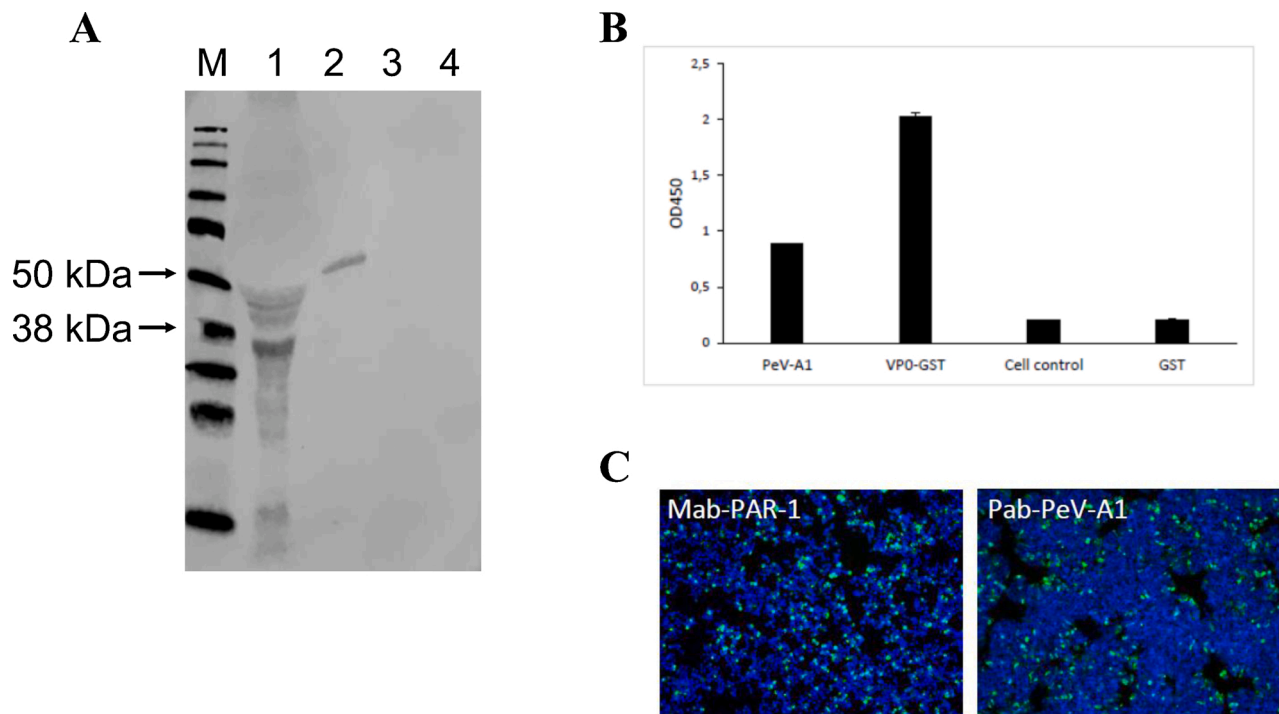 A
M 1 2 3 4
50 kDa
38 kDa
B
2,5
2
1,5
1
0,5
0
OD450
PeV-A1 VP0-GST Cell control GST
C
Mab-PAR-1
Pab-PeV-A1